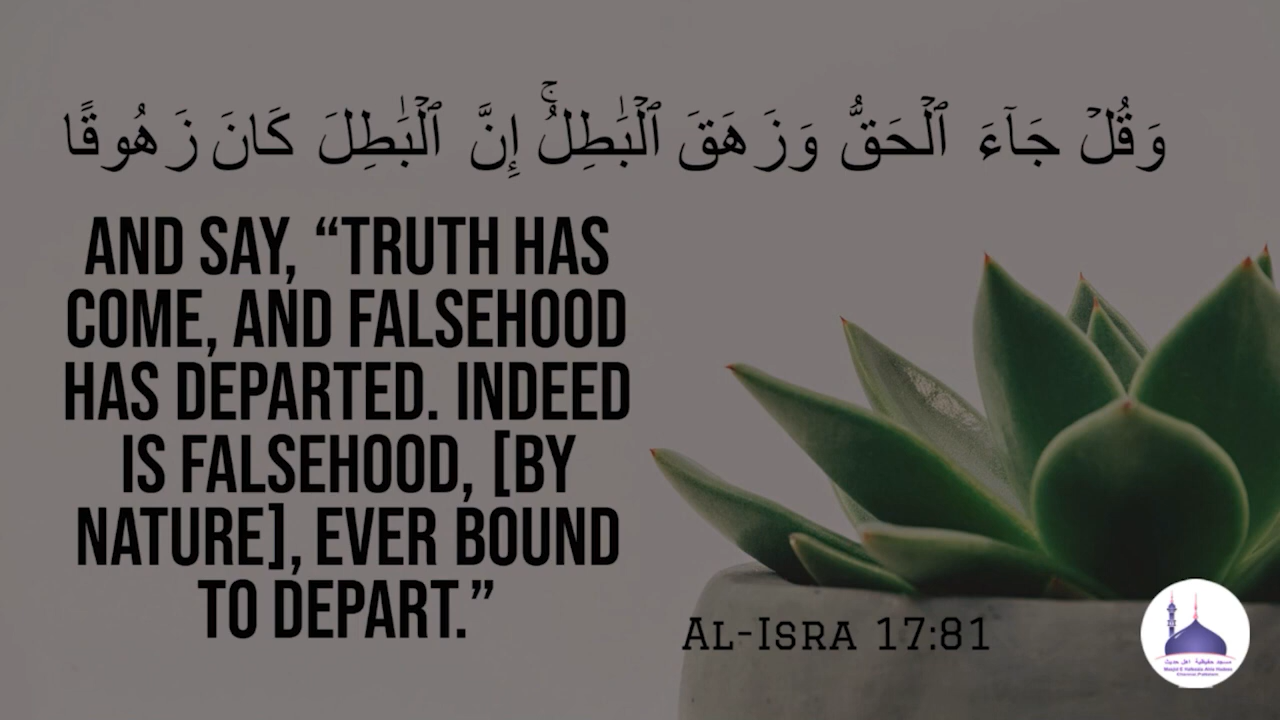 وَقُلْ جَآءَ ٱلْحَقُّ وَزَهَقَ ٱلْبَٰطِلُ ۚ إِنَّ ٱلْبَٰطِلَ كَانَ زَهُوقًا
AND SAY, “TRUTH HAS
COME, AND FALSEHOOD
HAS DEPARTED. INDEED
IS FALSEHOOD, [BY
NATURE], EVER BOUND
TO DEPART.”
AL-ISRA 17:81